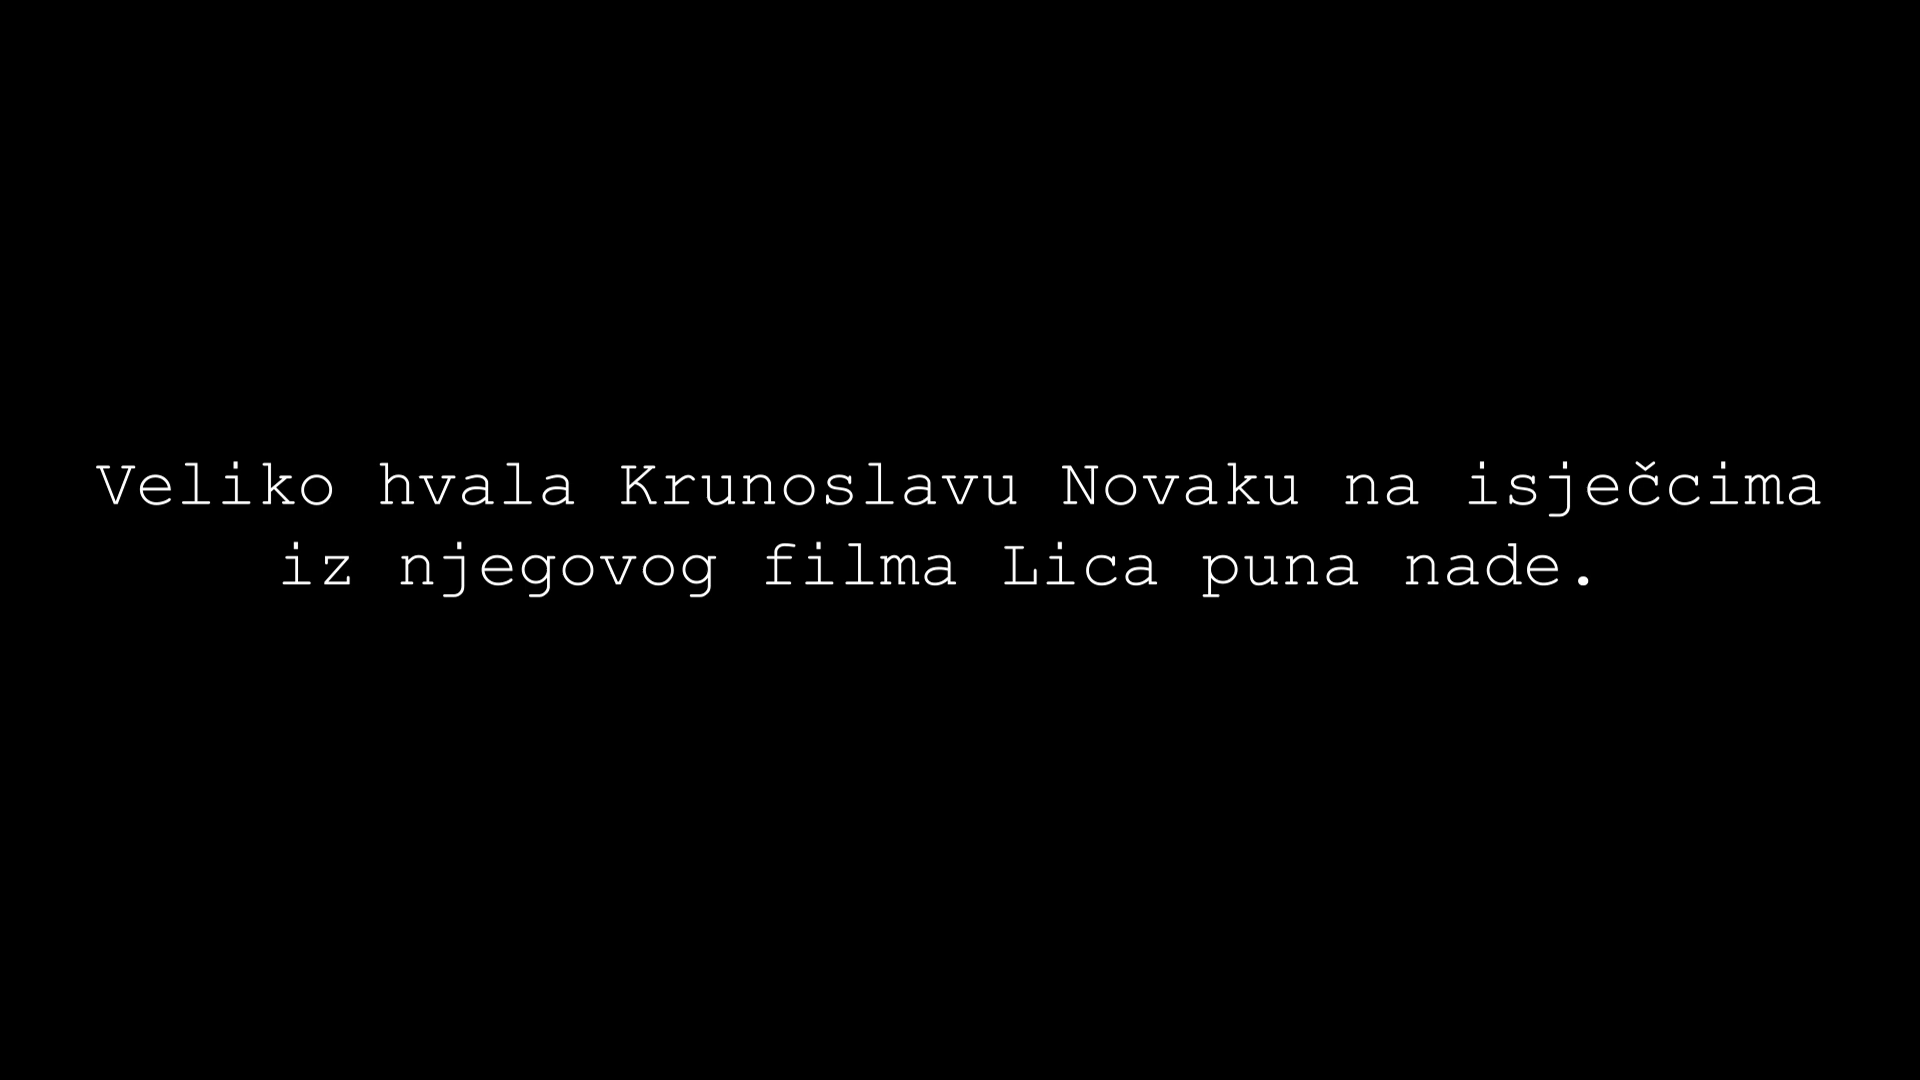 Veliko hvala Krunoslavu Novaku na isječcima
iz njegovog filma Lica puna nade.